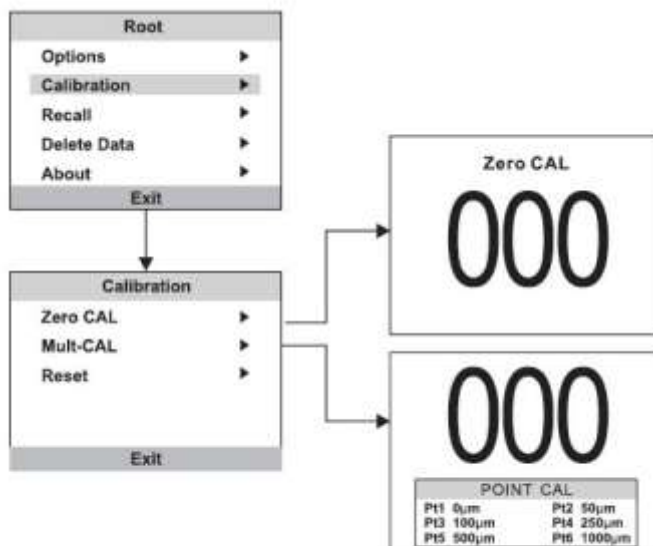 Root
Options
Calibration
Recall
Delete Data
About
Exit
Calibration
Zero CAL
Mult-CAL
Reset
Exit
Zero CAL
000
000
POINT CAL
Pt1 0μm Pt2 50μm
Pt3 100μm Pt4 250μm
Pt5 500μm Pt6 1000μm